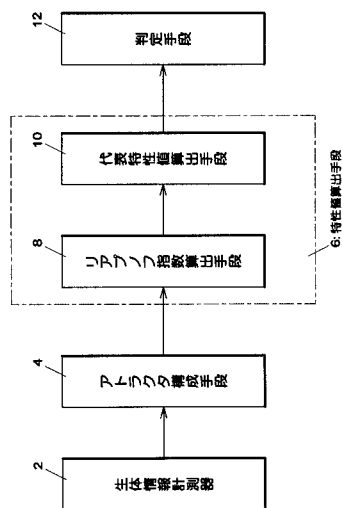 2
生体情報計測器
4
アトラクタ構成手段
8
リアプノフ指数算出手段
10
代表特性値算出手段
6:特性値算出手段
12
判定手段